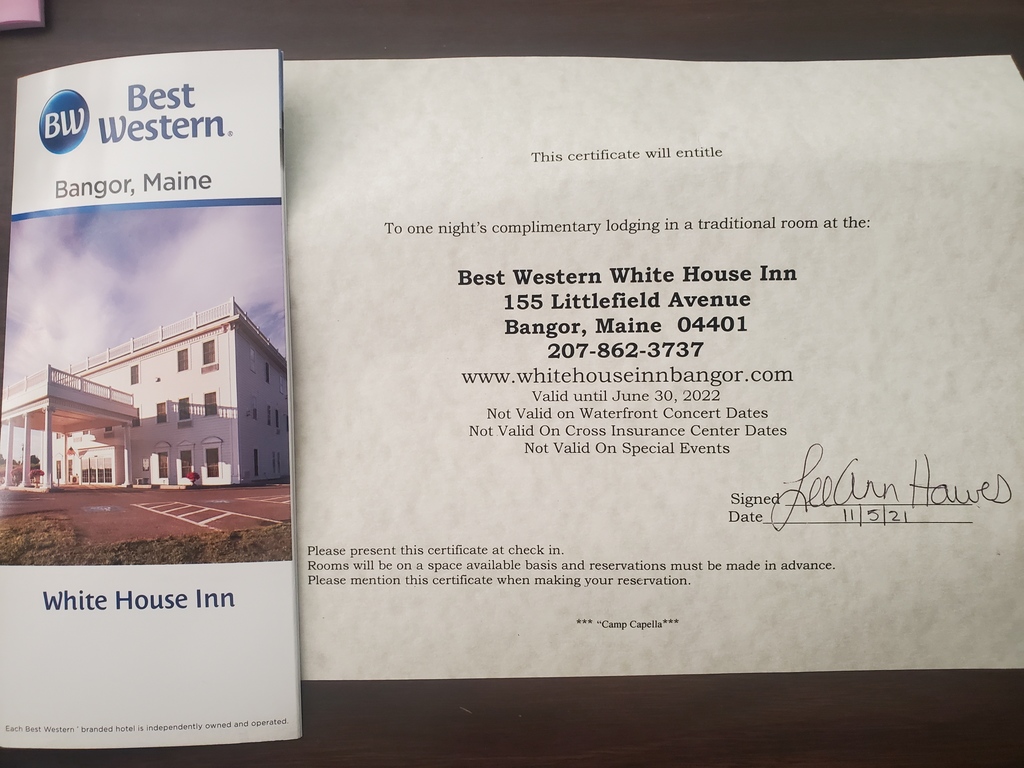 BW
Best
Western®
Bangor, Maine
White House Inn
Each Best Western® branded hotel is independently owned and operated.
This certificate will entitle
To one night's complimentary lodging in a traditional room at the:
Best Western White House Inn
155 Littlefield Avenue
Bangor, Maine 04401
207-862-3737
www.whitehouseinnbangor.com
Valid until June 30, 2022
Not Valid on Waterfront Concert Dates
Not Valid On Cross Insurance Center Dates
Not Valid On Special Events
Signed LeeAnn Hawes
Date 11/5/21
Please present this certificate at check in.
Rooms will be on a space available basis and reservations must be made in advance.
Please mention this certificate when making your reservation.
*** "Camp Capella***